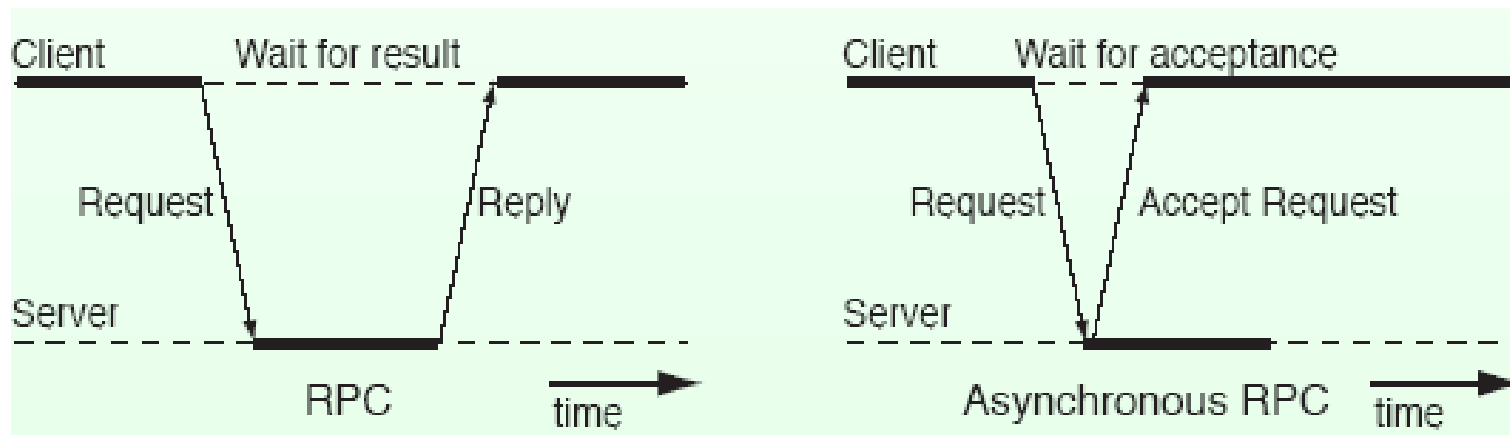 Client Wait for result
Request Reply
Server
RPC time
Client Wait for acceptance
Request Accept Request
Server
Asynchronous RPC time